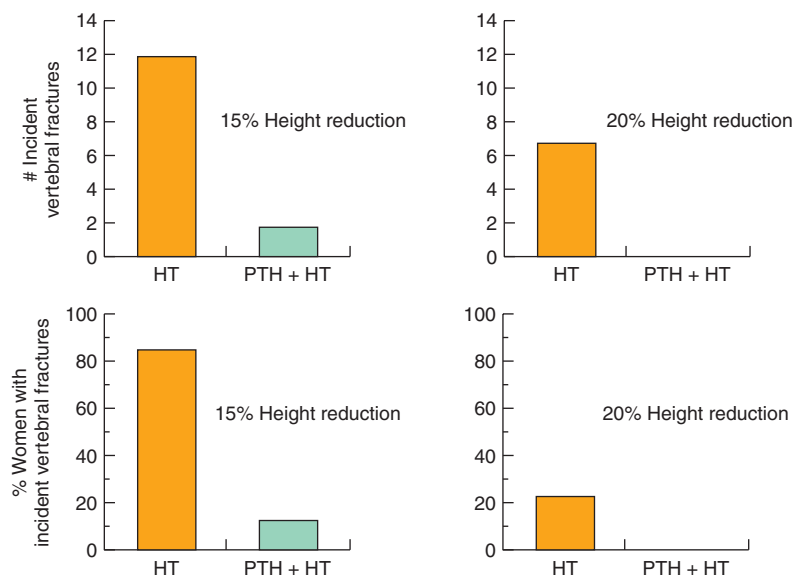 # Incident
vertebral fractures
14
12
10
8
6
4
2
0
15% Height reduction
HT
PTH + HT
14
12
10
8
6
4
2
0
20% Height reduction
HT
PTH + HT
% Women with
incident vertebral fractures
100
80
60
40
20
0
15% Height reduction
HT
PTH + HT
100
80
60
40
20
0
20% Height reduction
HT
PTH + HT